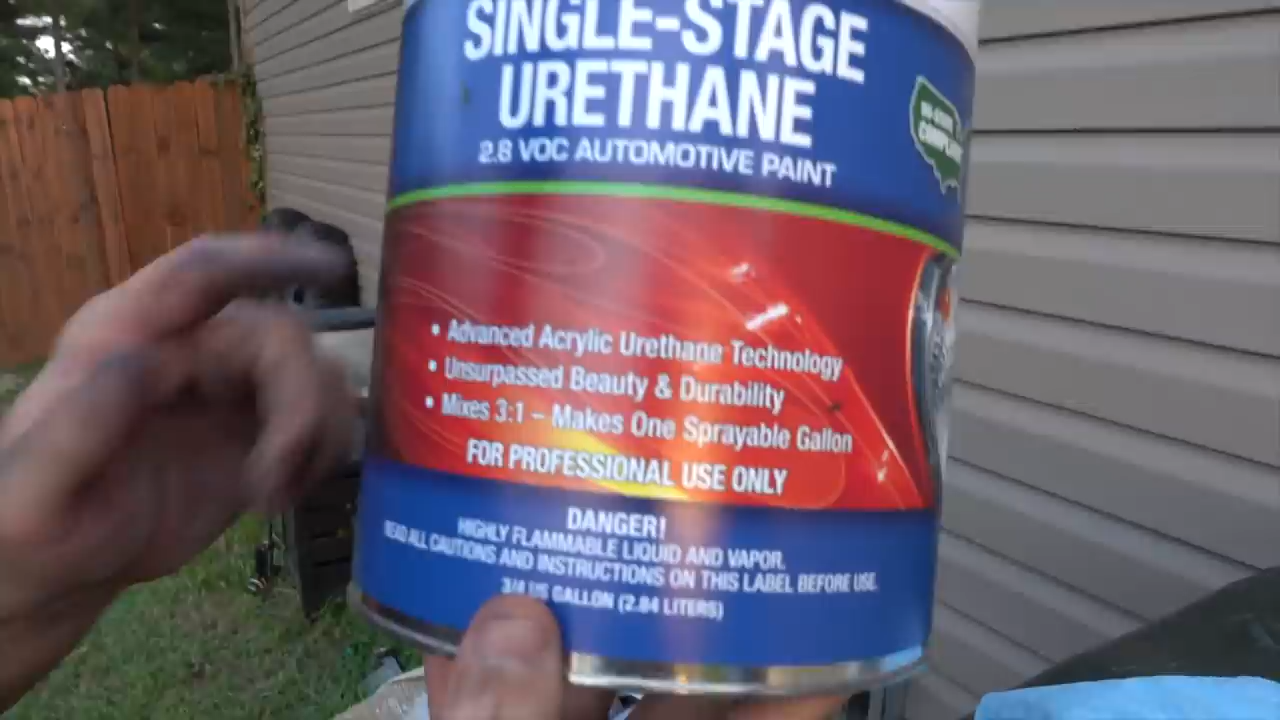 SINGLE-STAGE
URETHANE
2.8 VOC AUTOMOTIVE PAINT
COMPLIANT
• Advanced Acrylic Urethane Technology
• Unsurpassed Beauty & Durability
• Mixes 3:1 – Makes One Sprayable Gallon
FOR PROFESSIONAL USE ONLY
DANGER!
HIGHLY FLAMMABLE LIQUID AND VAPOR.
READ ALL CAUTIONS AND INSTRUCTIONS ON THIS LABEL BEFORE USE.
3/4 US GALLON (2.84 LITERS)